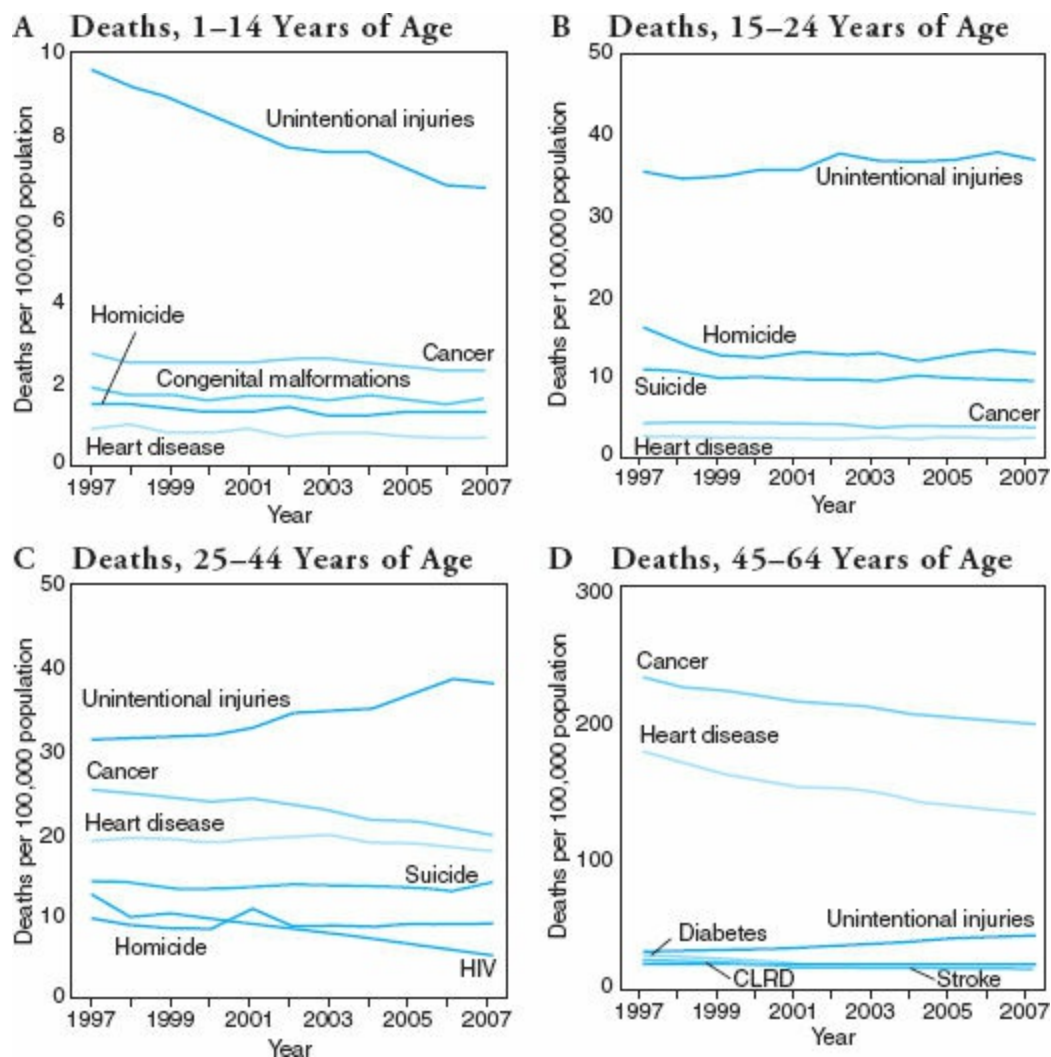 A Deaths, 1–14 Years of Age
Deaths per 100,000 population
10
8
6
4
2
0
Unintentional injuries
Homicide
Cancer
Congenital malformations
Heart disease
1997 1999 2001 2003 2005 2007
Year
B Deaths, 15–24 Years of Age
Deaths per 100,000 population
50
40
30
20
10
0
Unintentional injuries
Homicide
Suicide
Cancer
Heart disease
1997 1999 2001 2003 2005 2007
Year
C Deaths, 25–44 Years of Age
Deaths per 100,000 population
50
40
30
20
10
0
Unintentional injuries
Cancer
Heart disease
Suicide
Homicide
HIV
1997 1999 2001 2003 2005 2007
Year
D Deaths, 45–64 Years of Age
Deaths per 100,000 population
300
200
100
0
Cancer
Heart disease
Unintentional injuries
Diabetes
CLRD
Stroke
1997 1999 2001 2003 2005 2007
Year